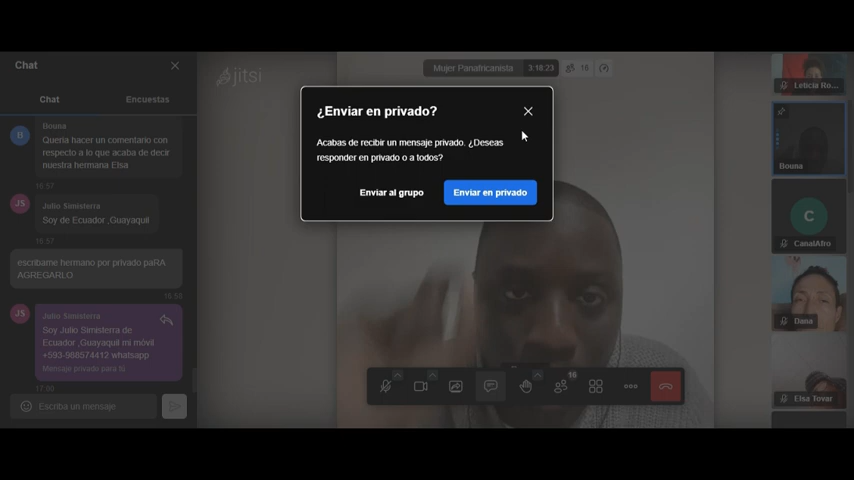 Chat
Chat
Encuestas
Bouna
B
Queria hacer un comentario con
respecto a lo que acaba de decir
nuestra hermana Elsa
16:57
JS
Julio Simisterra
Soy de Ecuador ,Guayaquil
16:57
escribame hermano por privado paRA
AGREGARLO
16:58
JS
Julio Simisterra
Soy Julio Simisterra de
Ecuador ,Guayaquil mi móvil
+593-988574412 whatsapp
Mensaje privado para ti
17:00
Escriba un mensaje
jitsi
Mujer Panafricanista
3:18:23
16
¿Enviar en privado?
Acabas de recibir un mensaje privado. ¿Deseas
responder en privado o a todos?
Enviar al grupo
Enviar en privado
16
Leticia Ro...
Bouna
C
CanalAfro
Dana
Elsa Tovar